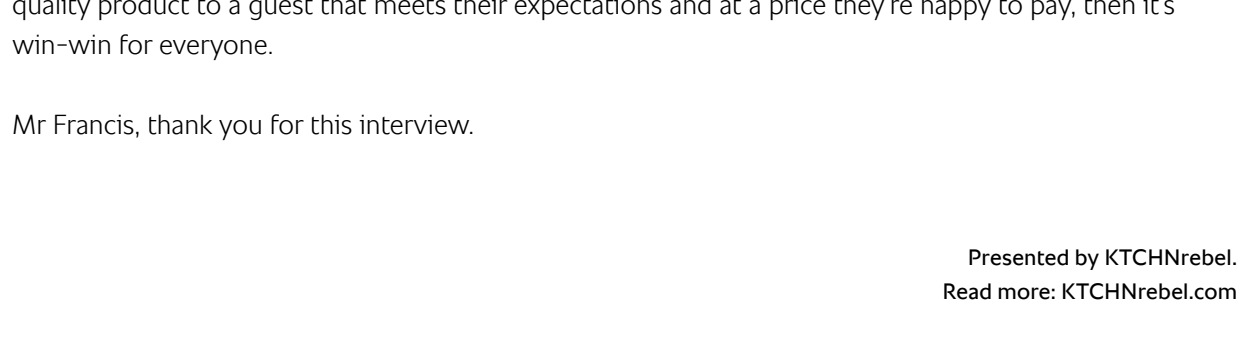 quality product to a guest that meets their expectations and at a price they're happy to pay, then it's
win-win for everyone.
Mr Francis, thank you for this interview.
Presented by KTCHNrebel.
Read more: KTCHNrebel.com